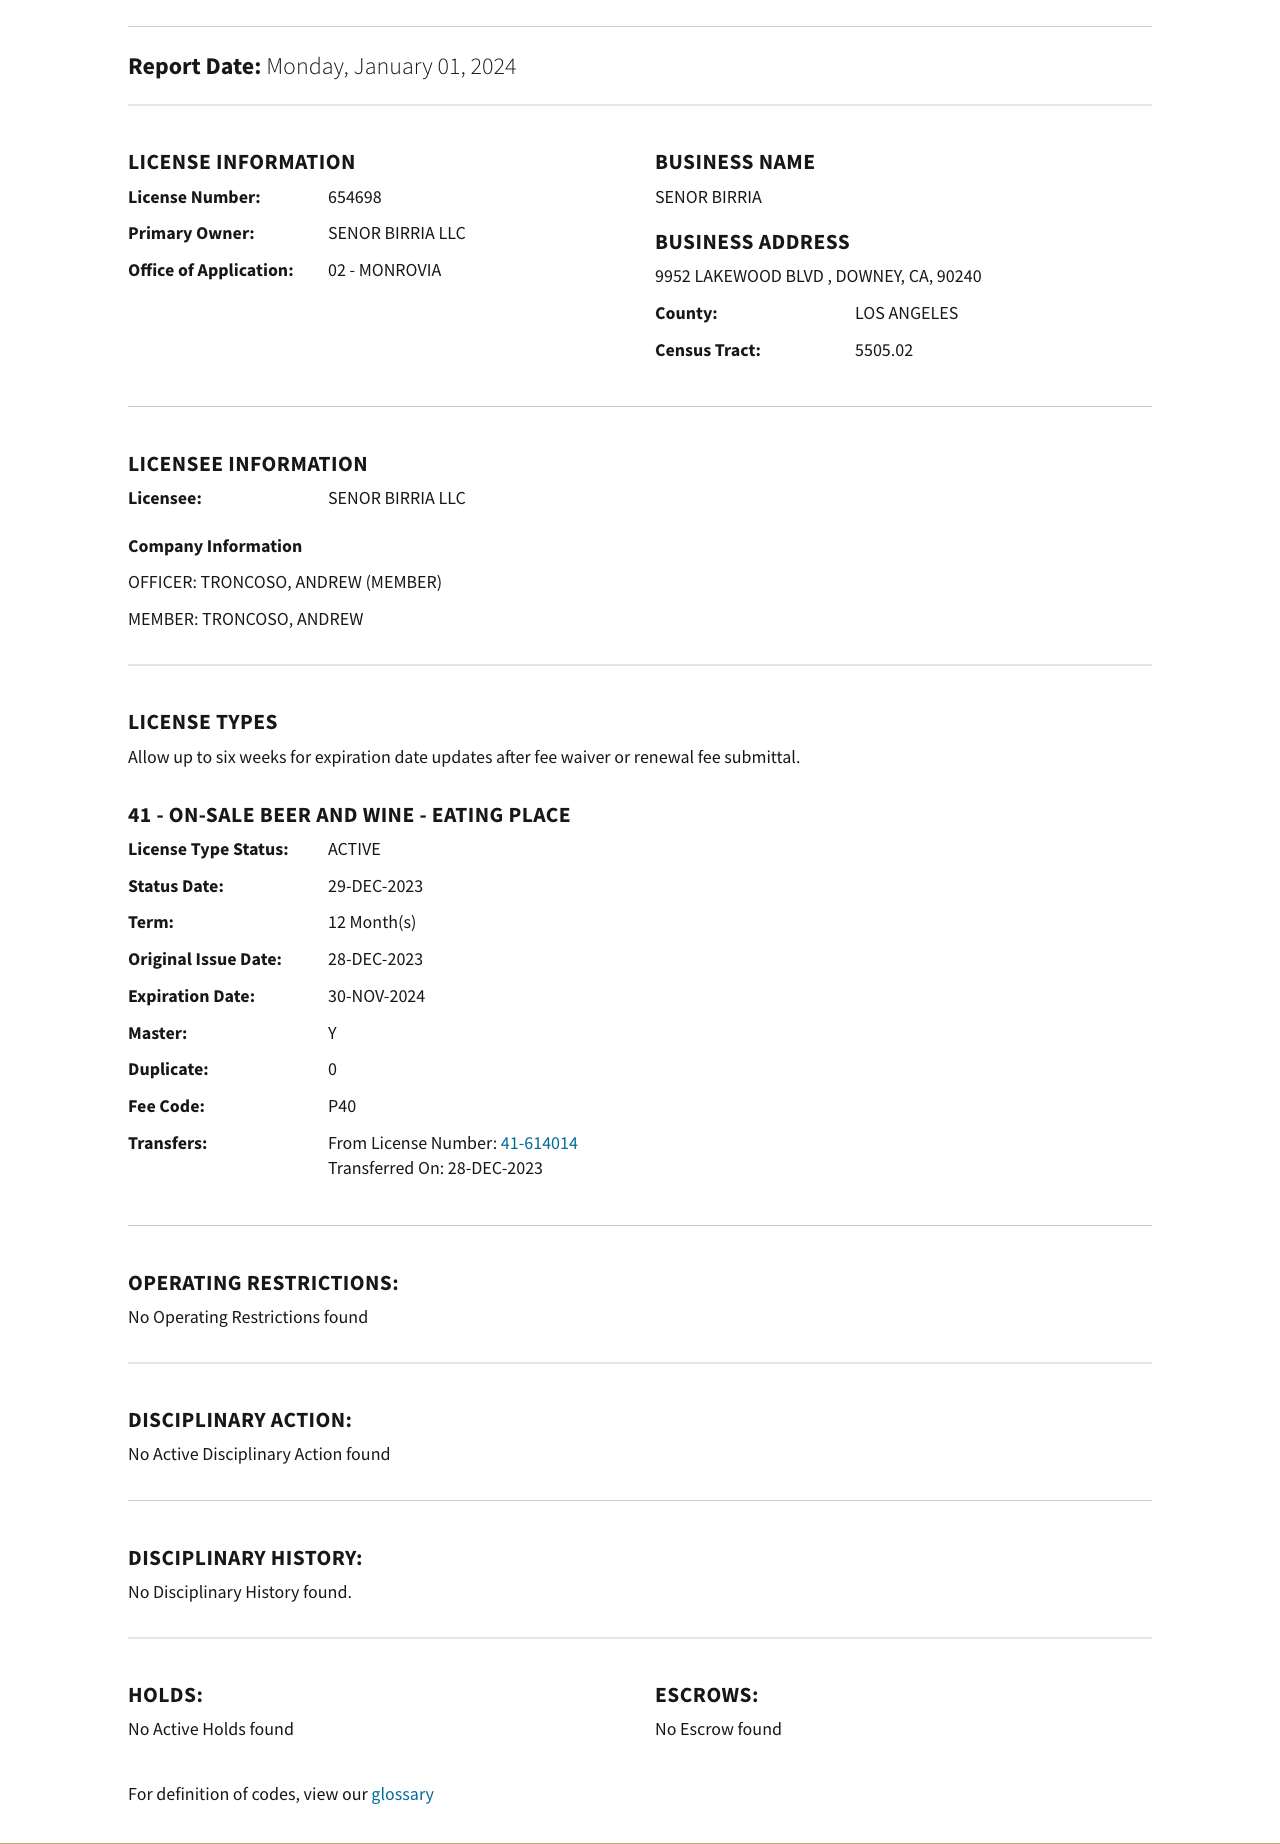 Report Date: Monday, January 01, 2024
LICENSE INFORMATION
License Number: 654698
Primary Owner: SENOR BIRRIA LLC
Office of Application: 02 - MONROVIA
BUSINESS NAME
SENOR BIRRIA
BUSINESS ADDRESS
9952 LAKEWOOD BLVD , DOWNEY, CA, 90240
County: LOS ANGELES
Census Tract: 5505.02
LICENSEE INFORMATION
Licensee: SENOR BIRRIA LLC
Company Information
OFFICER: TRONCOSO, ANDREW (MEMBER)
MEMBER: TRONCOSO, ANDREW
LICENSE TYPES
Allow up to six weeks for expiration date updates after fee waiver or renewal fee submittal.
41 - ON-SALE BEER AND WINE - EATING PLACE
License Type Status: ACTIVE
Status Date: 29-DEC-2023
Term: 12 Month(s)
Original Issue Date: 28-DEC-2023
Expiration Date: 30-NOV-2024
Master: Y
Duplicate: 0
Fee Code: P40
Transfers: From License Number: 41-614014
Transferred On: 28-DEC-2023
OPERATING RESTRICTIONS:
No Operating Restrictions found
DISCIPLINARY ACTION:
No Active Disciplinary Action found
DISCIPLINARY HISTORY:
No Disciplinary History found.
HOLDS:
No Active Holds found
ESCROWS:
No Escrow found
For definition of codes, view our glossary